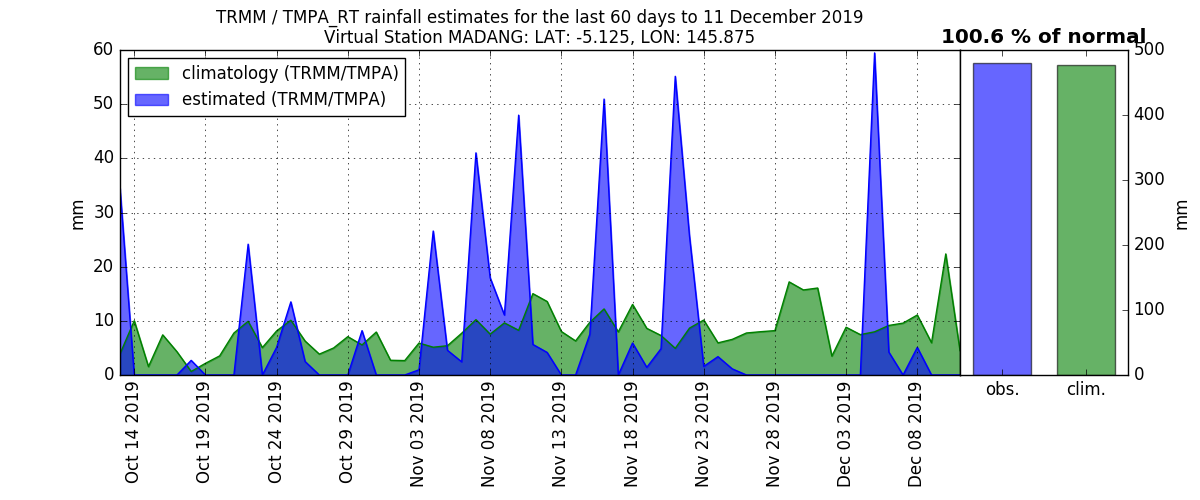 TRMM / TMPA_RT rainfall estimates for the last 60 days to 11 December 2019
Virtual Station MADANG: LAT: -5.125, LON: 145.875
100.6 % of normal
climatology (TRMM/TMPA)
estimated (TRMM/TMPA)
60
50
40
30
20
10
0
mm
500
400
300
200
100
0
mm
Oct 14 2019
Oct 19 2019
Oct 24 2019
Oct 29 2019
Nov 03 2019
Nov 08 2019
Nov 13 2019
Nov 18 2019
Nov 23 2019
Nov 28 2019
Dec 03 2019
Dec 08 2019
obs.
clim.